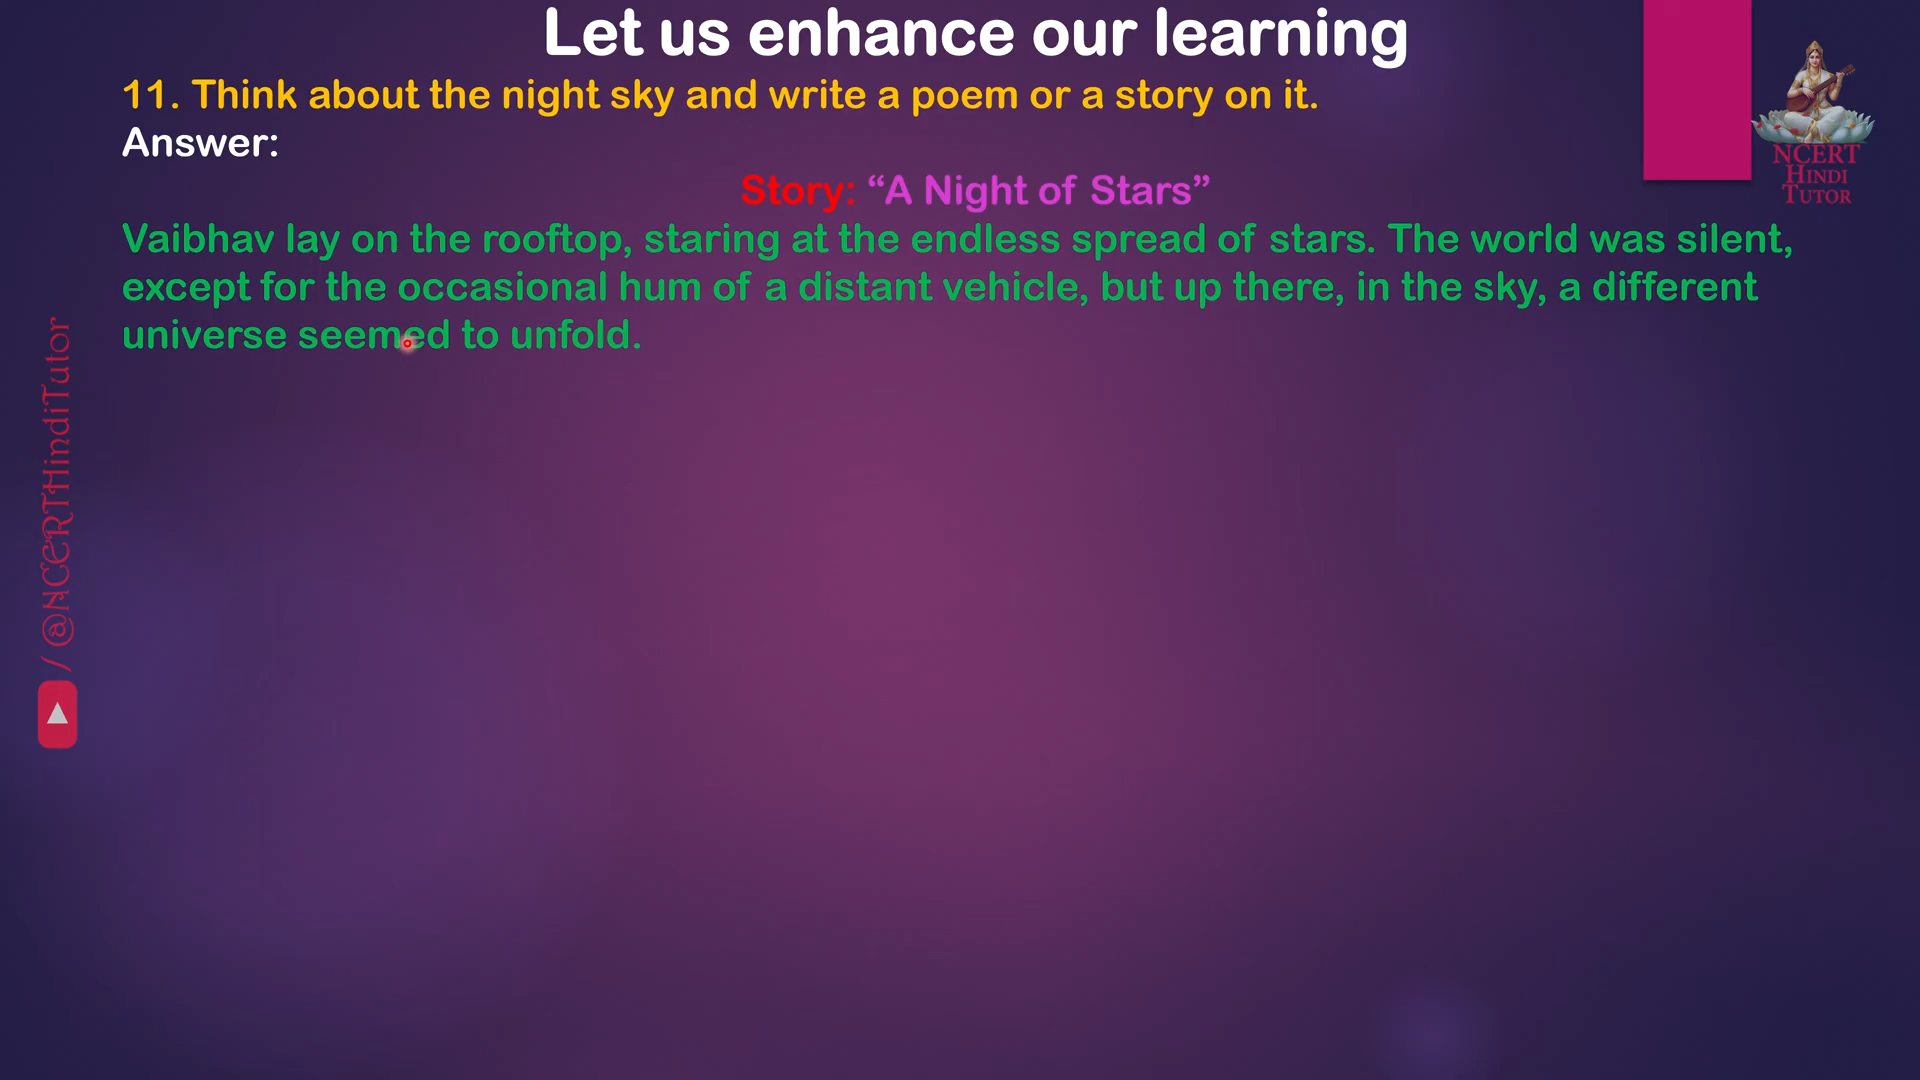 Let us enhance our learning
11. Think about the night sky and write a poem or a story on it.
Answer:
Story: “A Night of Stars”
Vaibhav lay on the rooftop, staring at the endless spread of stars. The world was silent,
except for the occasional hum of a distant vehicle, but up there, in the sky, a different
universe seemed to unfold.
NCERT
HINDI
TUTOR
/ @NCERTHindiTutor